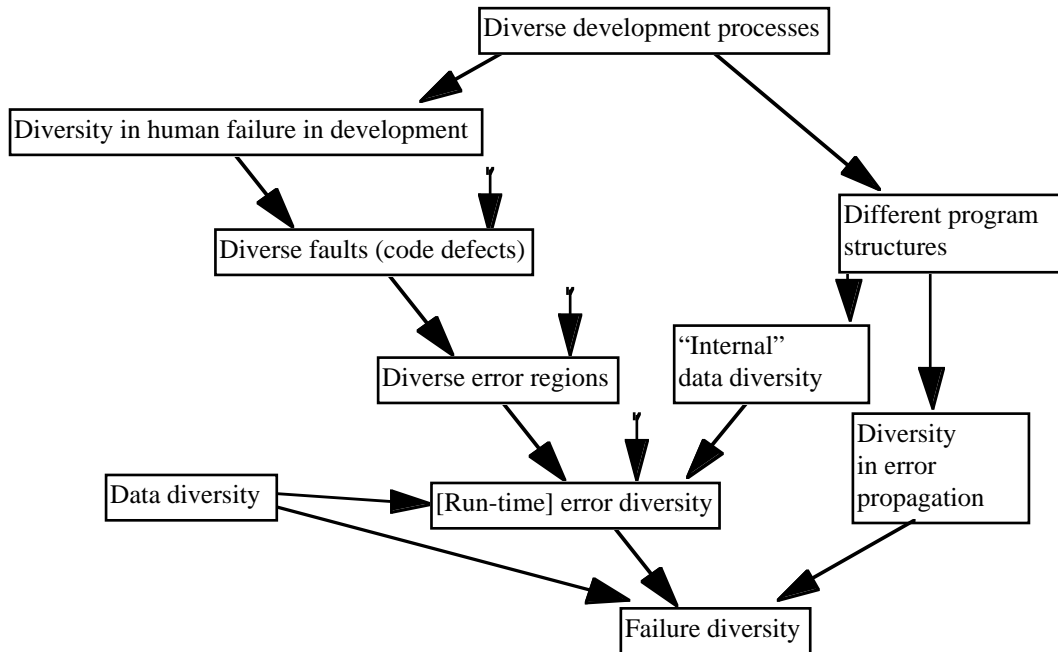 Diverse development processes
Diversity in human failure in development
Different program
structures
Diverse faults (code defects)
“Internal”
data diversity
Diverse error regions
Diversity
in error
propagation
Data diversity
[Run-time] error diversity
Failure diversity